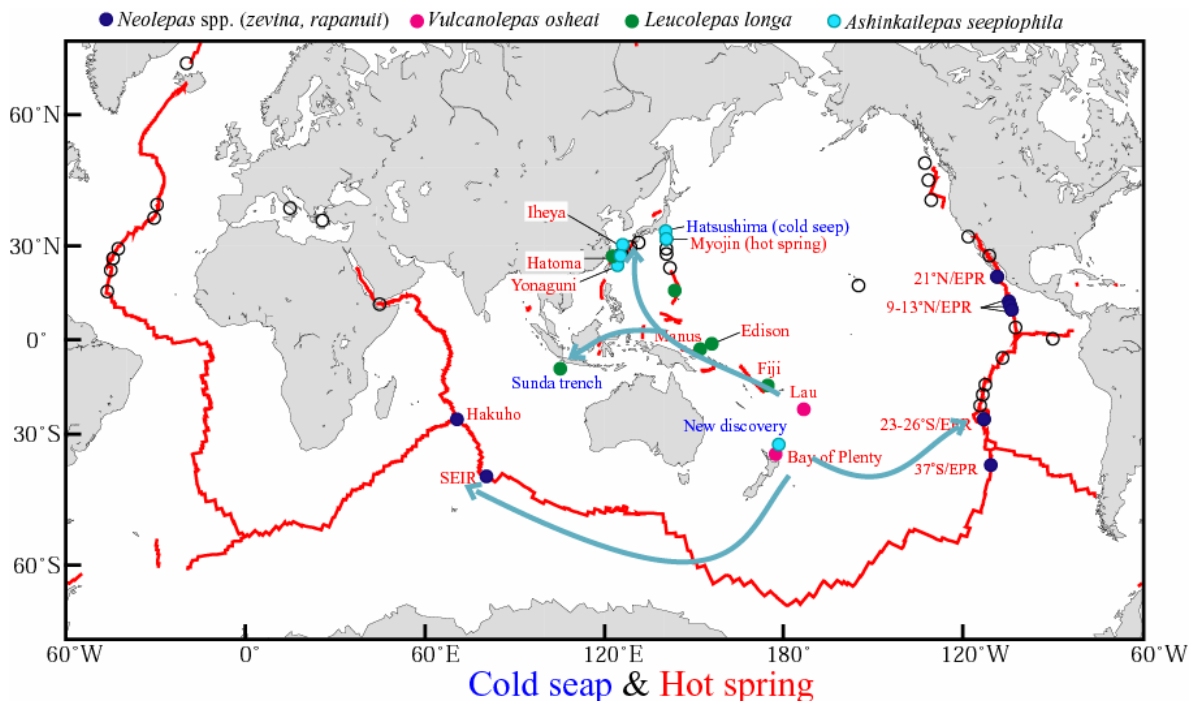 Neolepas spp. (zevina, rapanuii) Vulcanolepas osheai Leucolepas longa Ashinkailepas seepiophila
60˚N
Iheya
Hatsushima (cold seep)
30˚N
Myojin (hot spring)
Hatoma
21°N/EPR
Yonaguni
9-13°N/EPR
0˚
Manus
Edison
Fiji
Sunda trench
Lau
Hakuho
New discovery
23-26°S/EPR
30˚S
Bay of Plenty
SEIR
37°S/EPR
60˚S
60˚W 0˚ 60˚E 120˚E 180˚ 120˚W 60˚W
Cold seap & Hot spring